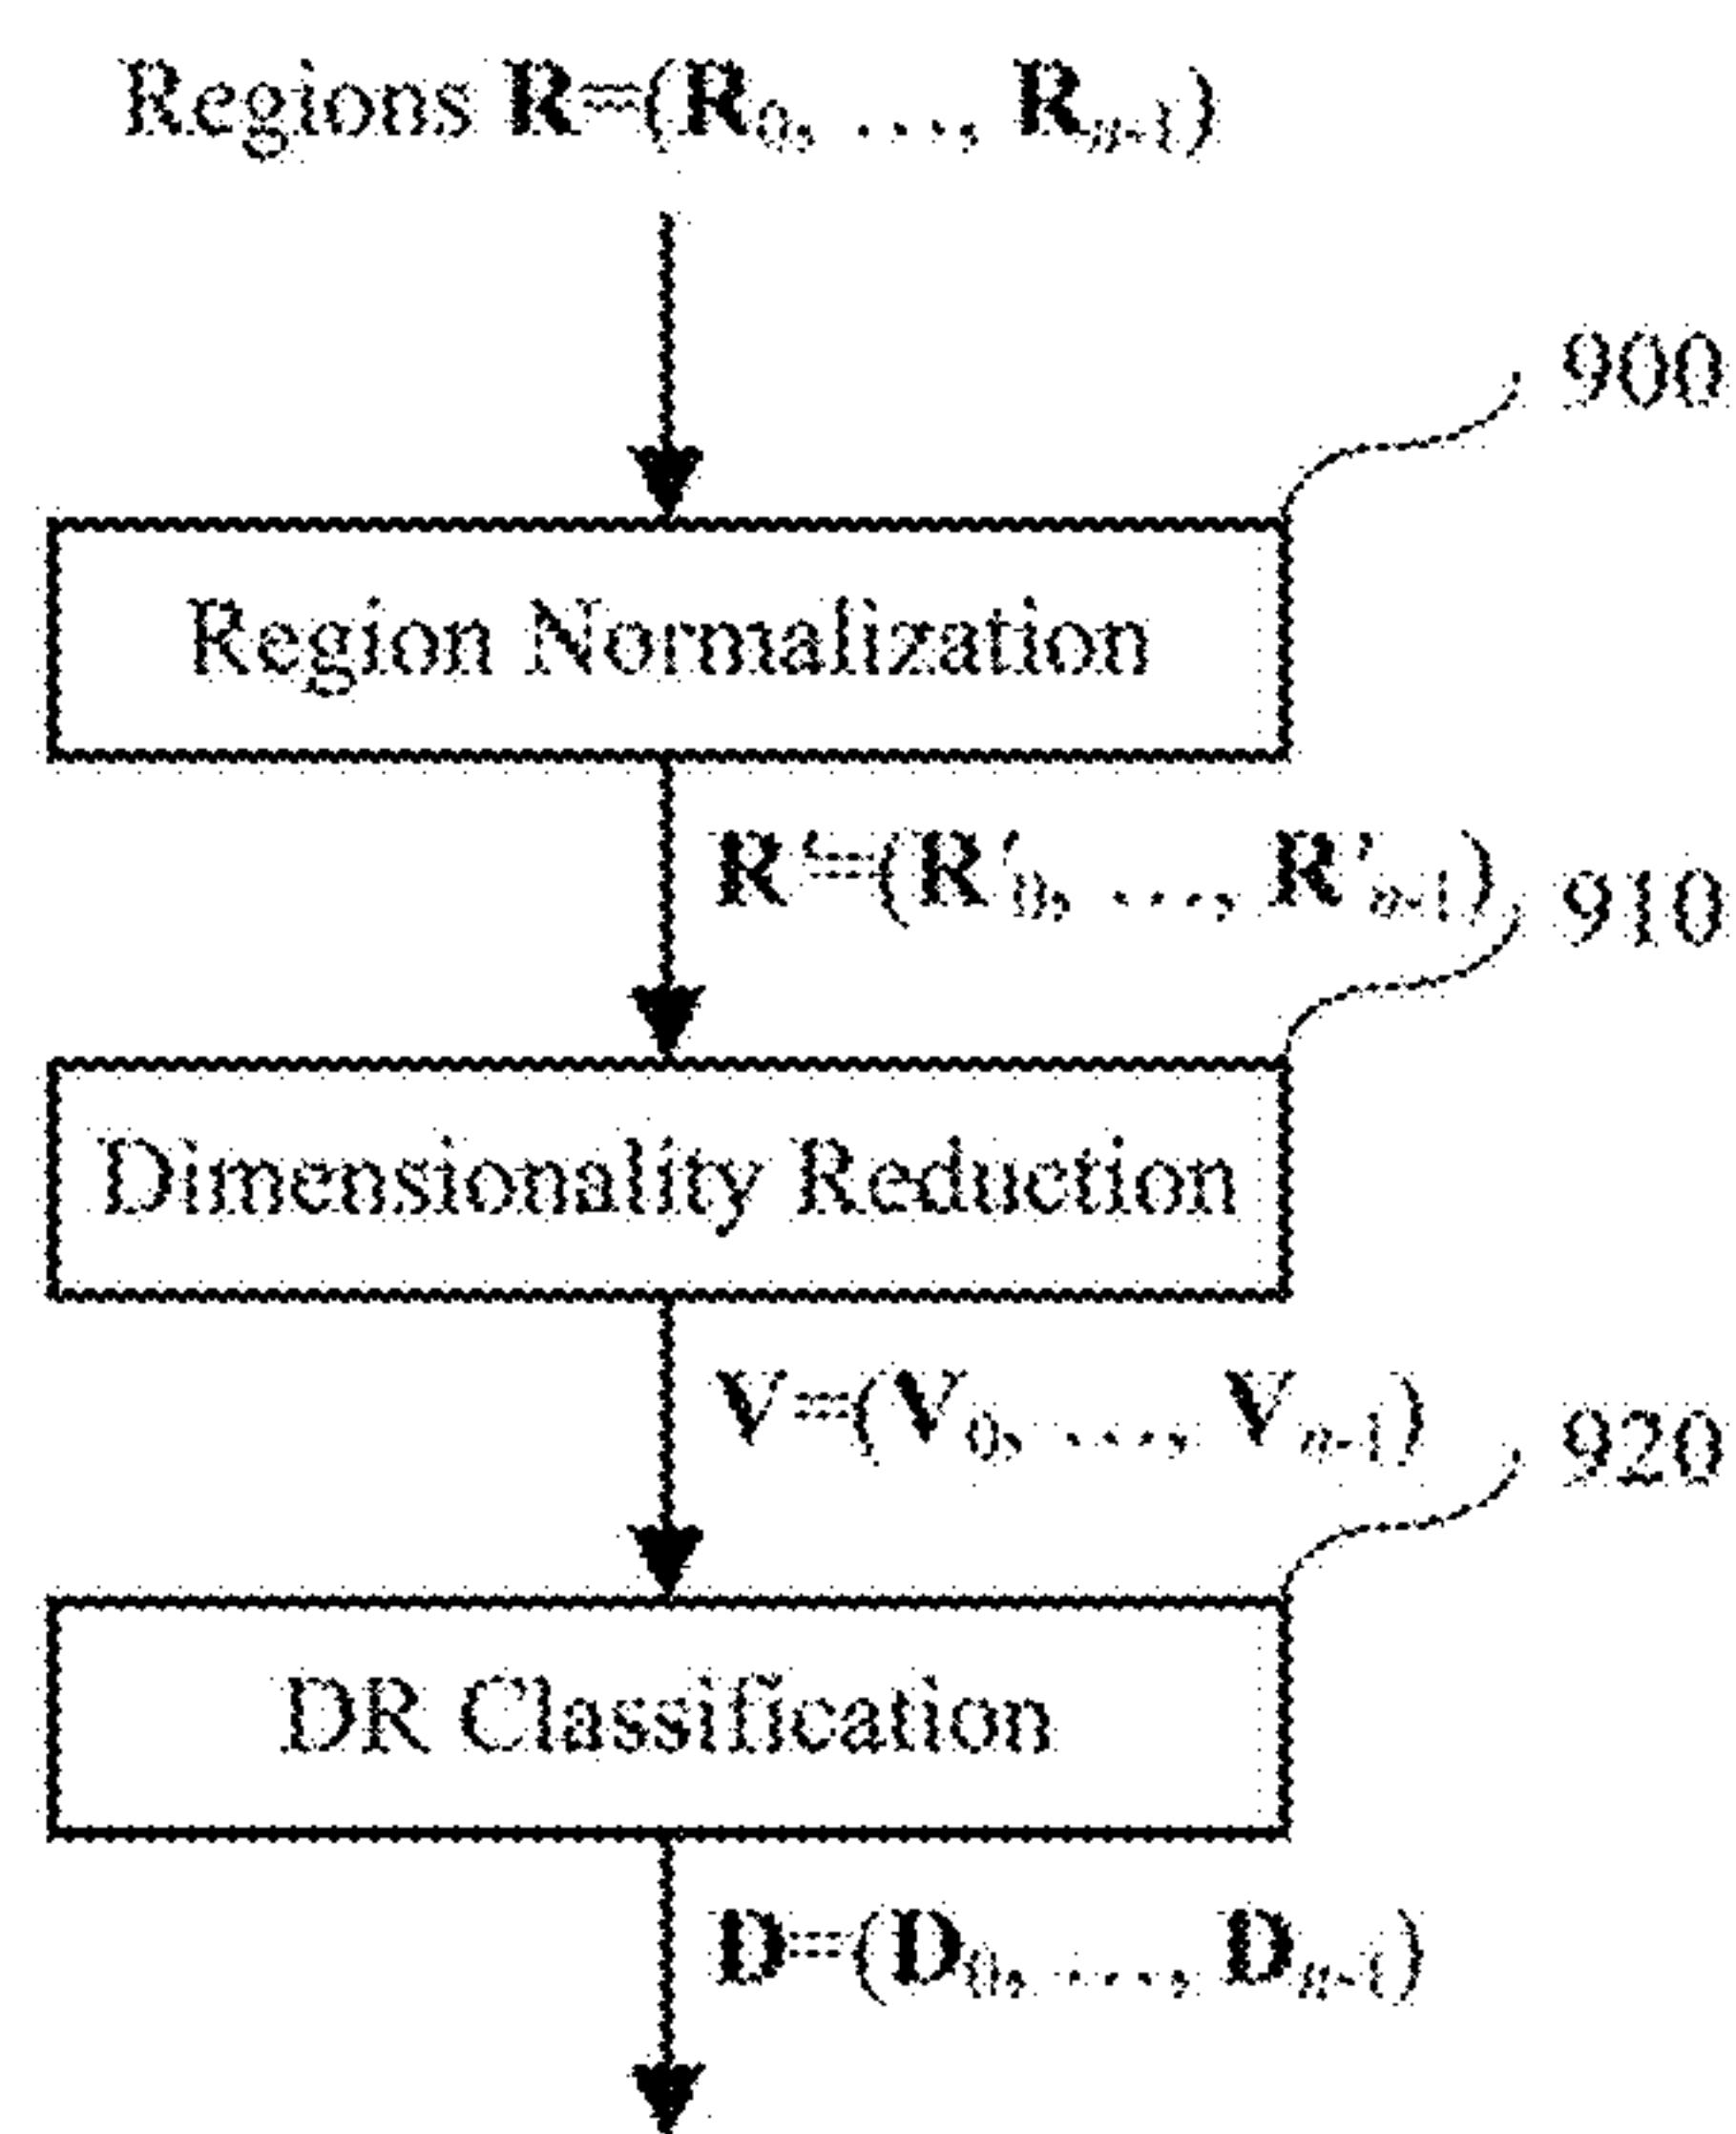 Regions R=(R0, ..., Rn-1)
900
Region Normalization
R'=(R'0, ..., R'n-1)
910
Dimensionality Reduction
V=(V0, ..., Vn-1)
920
DR Classification
D=(D0, ..., Dn-1)